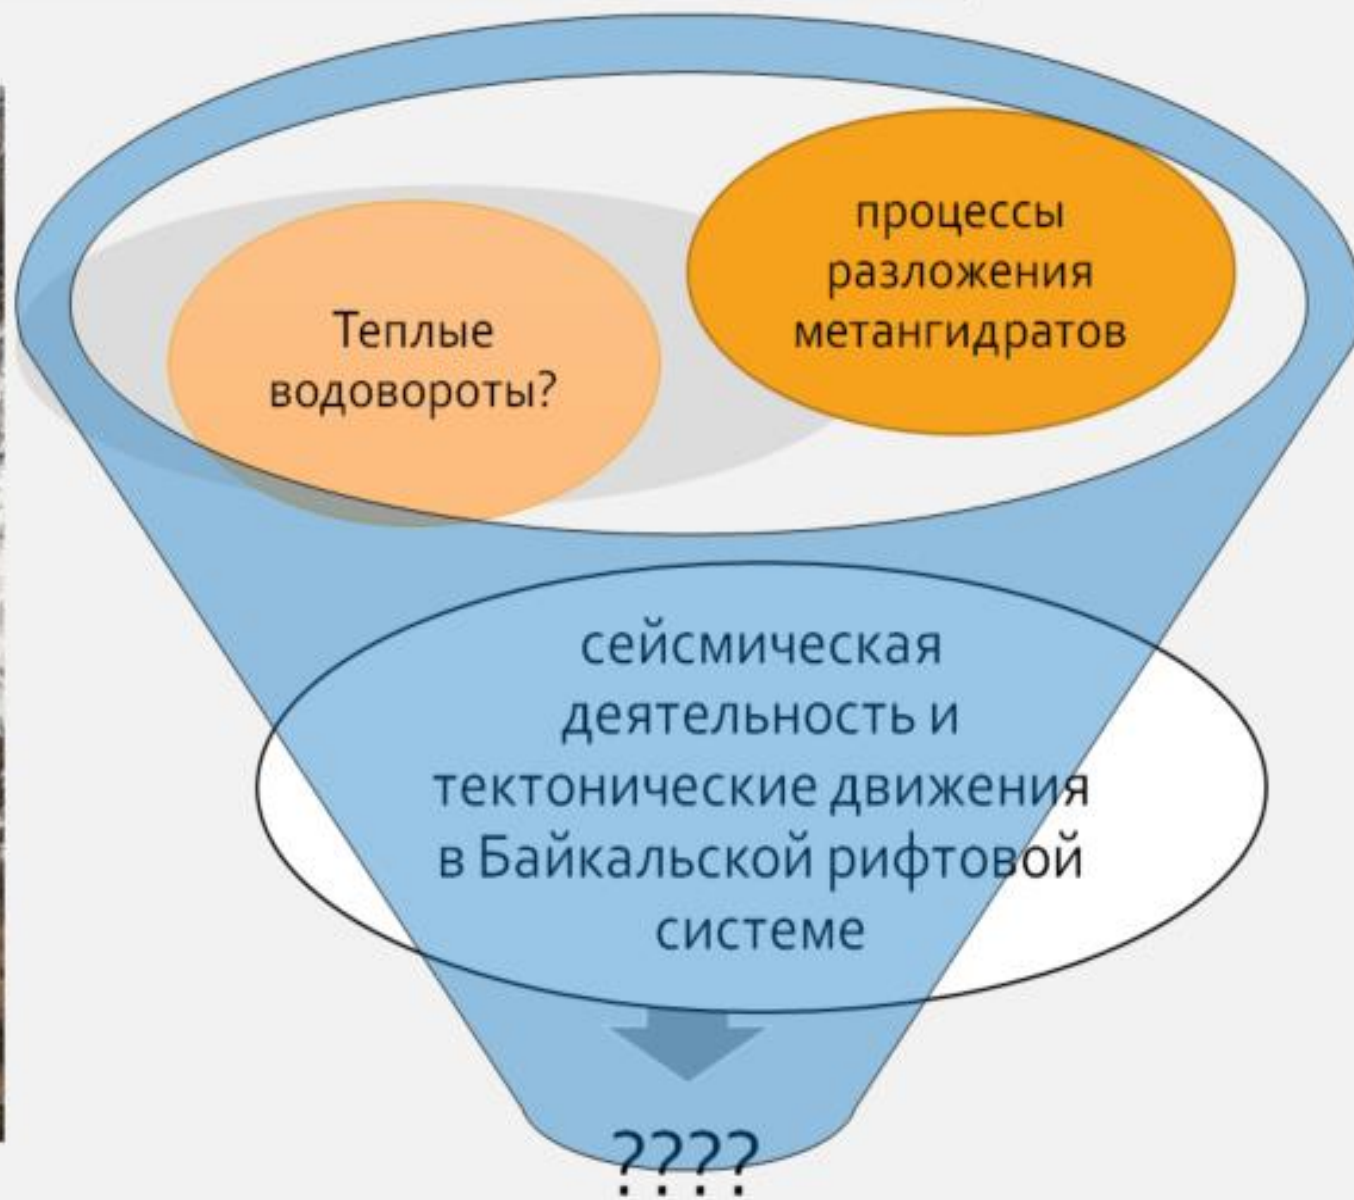 Теплые
водовороты?
процессы
разложения
метангидратов
сейсмическая
деятельность и
тектонические движения
в Байкальской рифтовой
системе
????